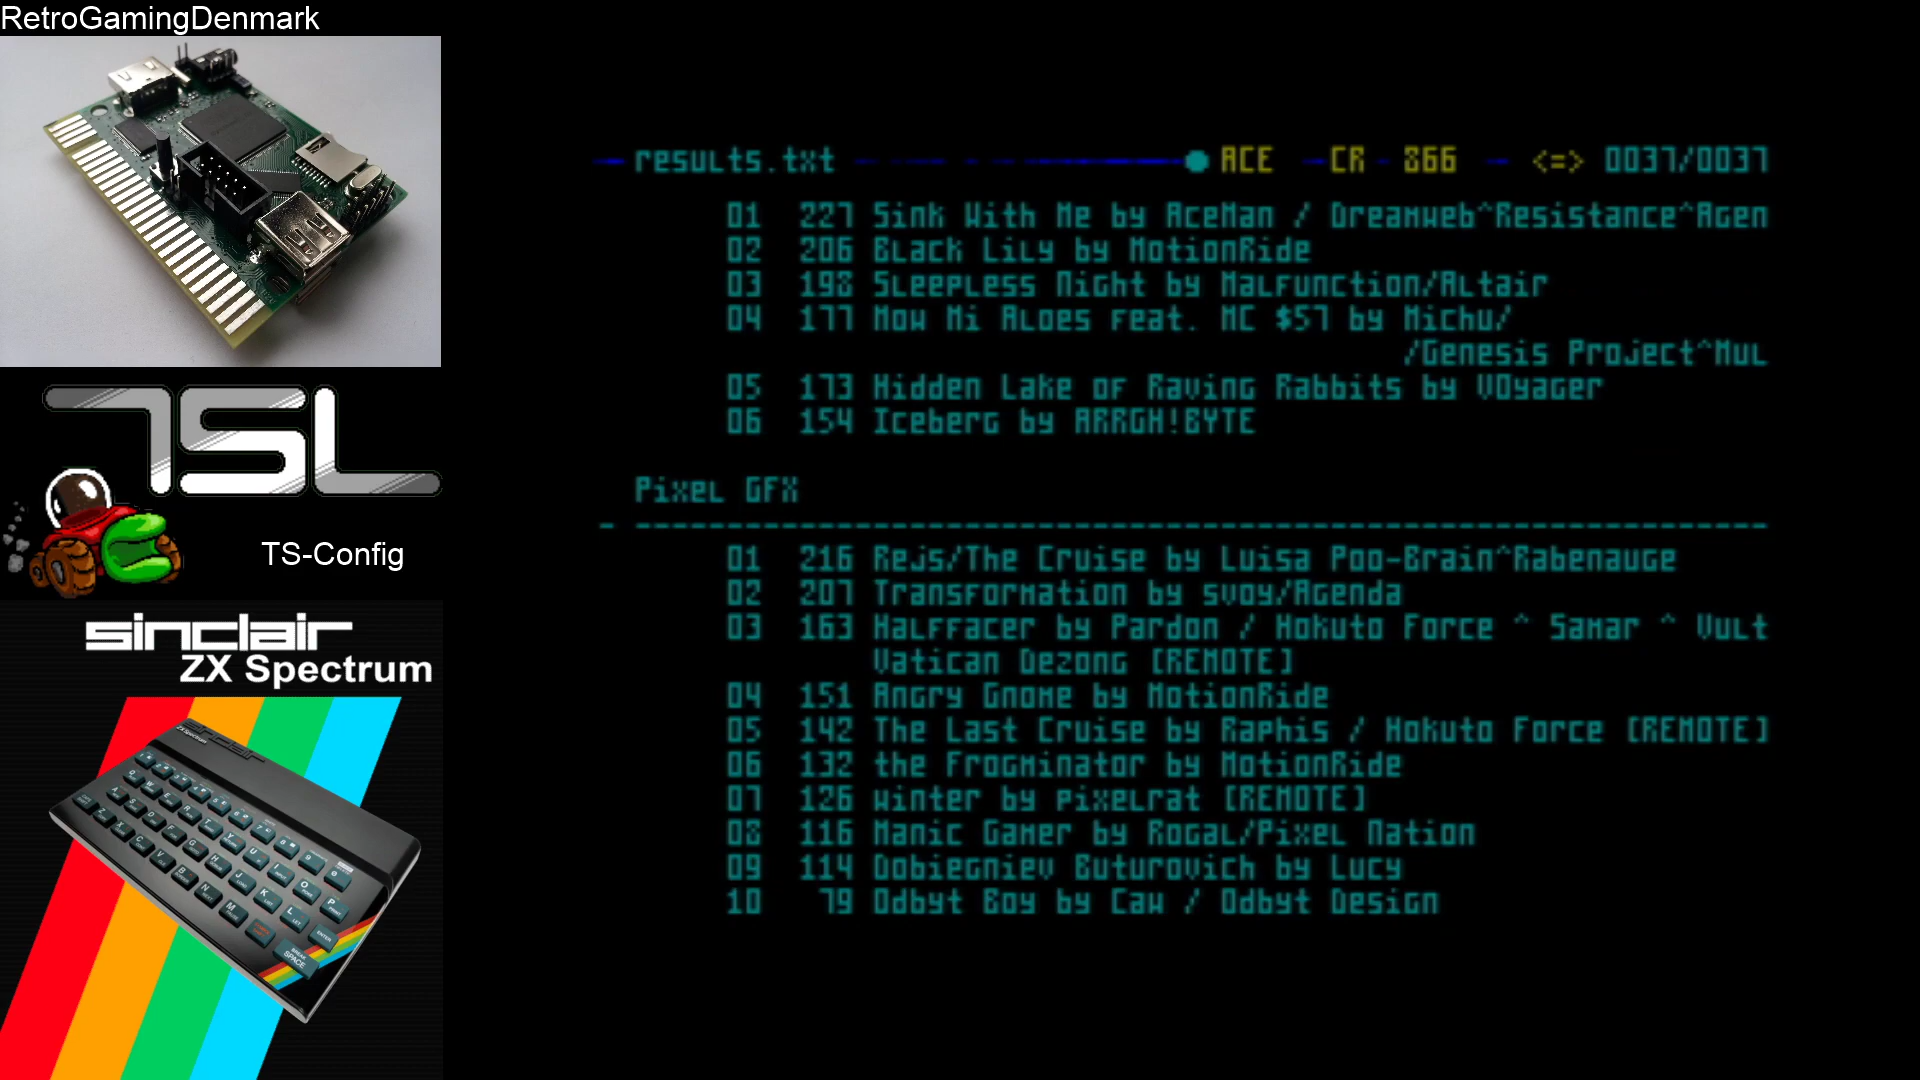 RetroGamingDenmark
TSL
TS-Config
sinclair
ZX Spectrum
results.txt ACE CR 866 <=> 0037/0037
01 227 Sink With Me by AceMan / Dreamweb^Resistance^Agen
02 206 Black Lily by MotionRide
03 198 Sleepless Night by Malfunction/Altair
04 177 Mow Mi Aloes feat. MC $57 by Michu/
/Genesis Project^Mul
05 173 Hidden Lake of Raving Rabbits by V0yager
06 154 Iceberg by ARRGH!BYTE
Pixel GFX
- --------------------------------------------------------------
01 216 Rejs/The Cruise by Luisa Poo-Brain^Rabenauge
02 207 Transformation by svoy/Agenda
03 163 Halffacer by Pardon / Hokuto Force ^ Samar ^ Vult
Vatican Dezong [REMOTE]
04 151 Angry Gnome by MotionRide
05 142 The Last Cruise by Raphis / Hokuto Force [REMOTE]
06 132 the Frogminator by MotionRide
07 126 winter by pixelrat [REMOTE]
08 116 Manic Gamer by Rogal/Pixel Nation
09 114 Dobiegniev Buturovich by Lucy
10 79 Odbyt Boy by Caw / Odbyt Design